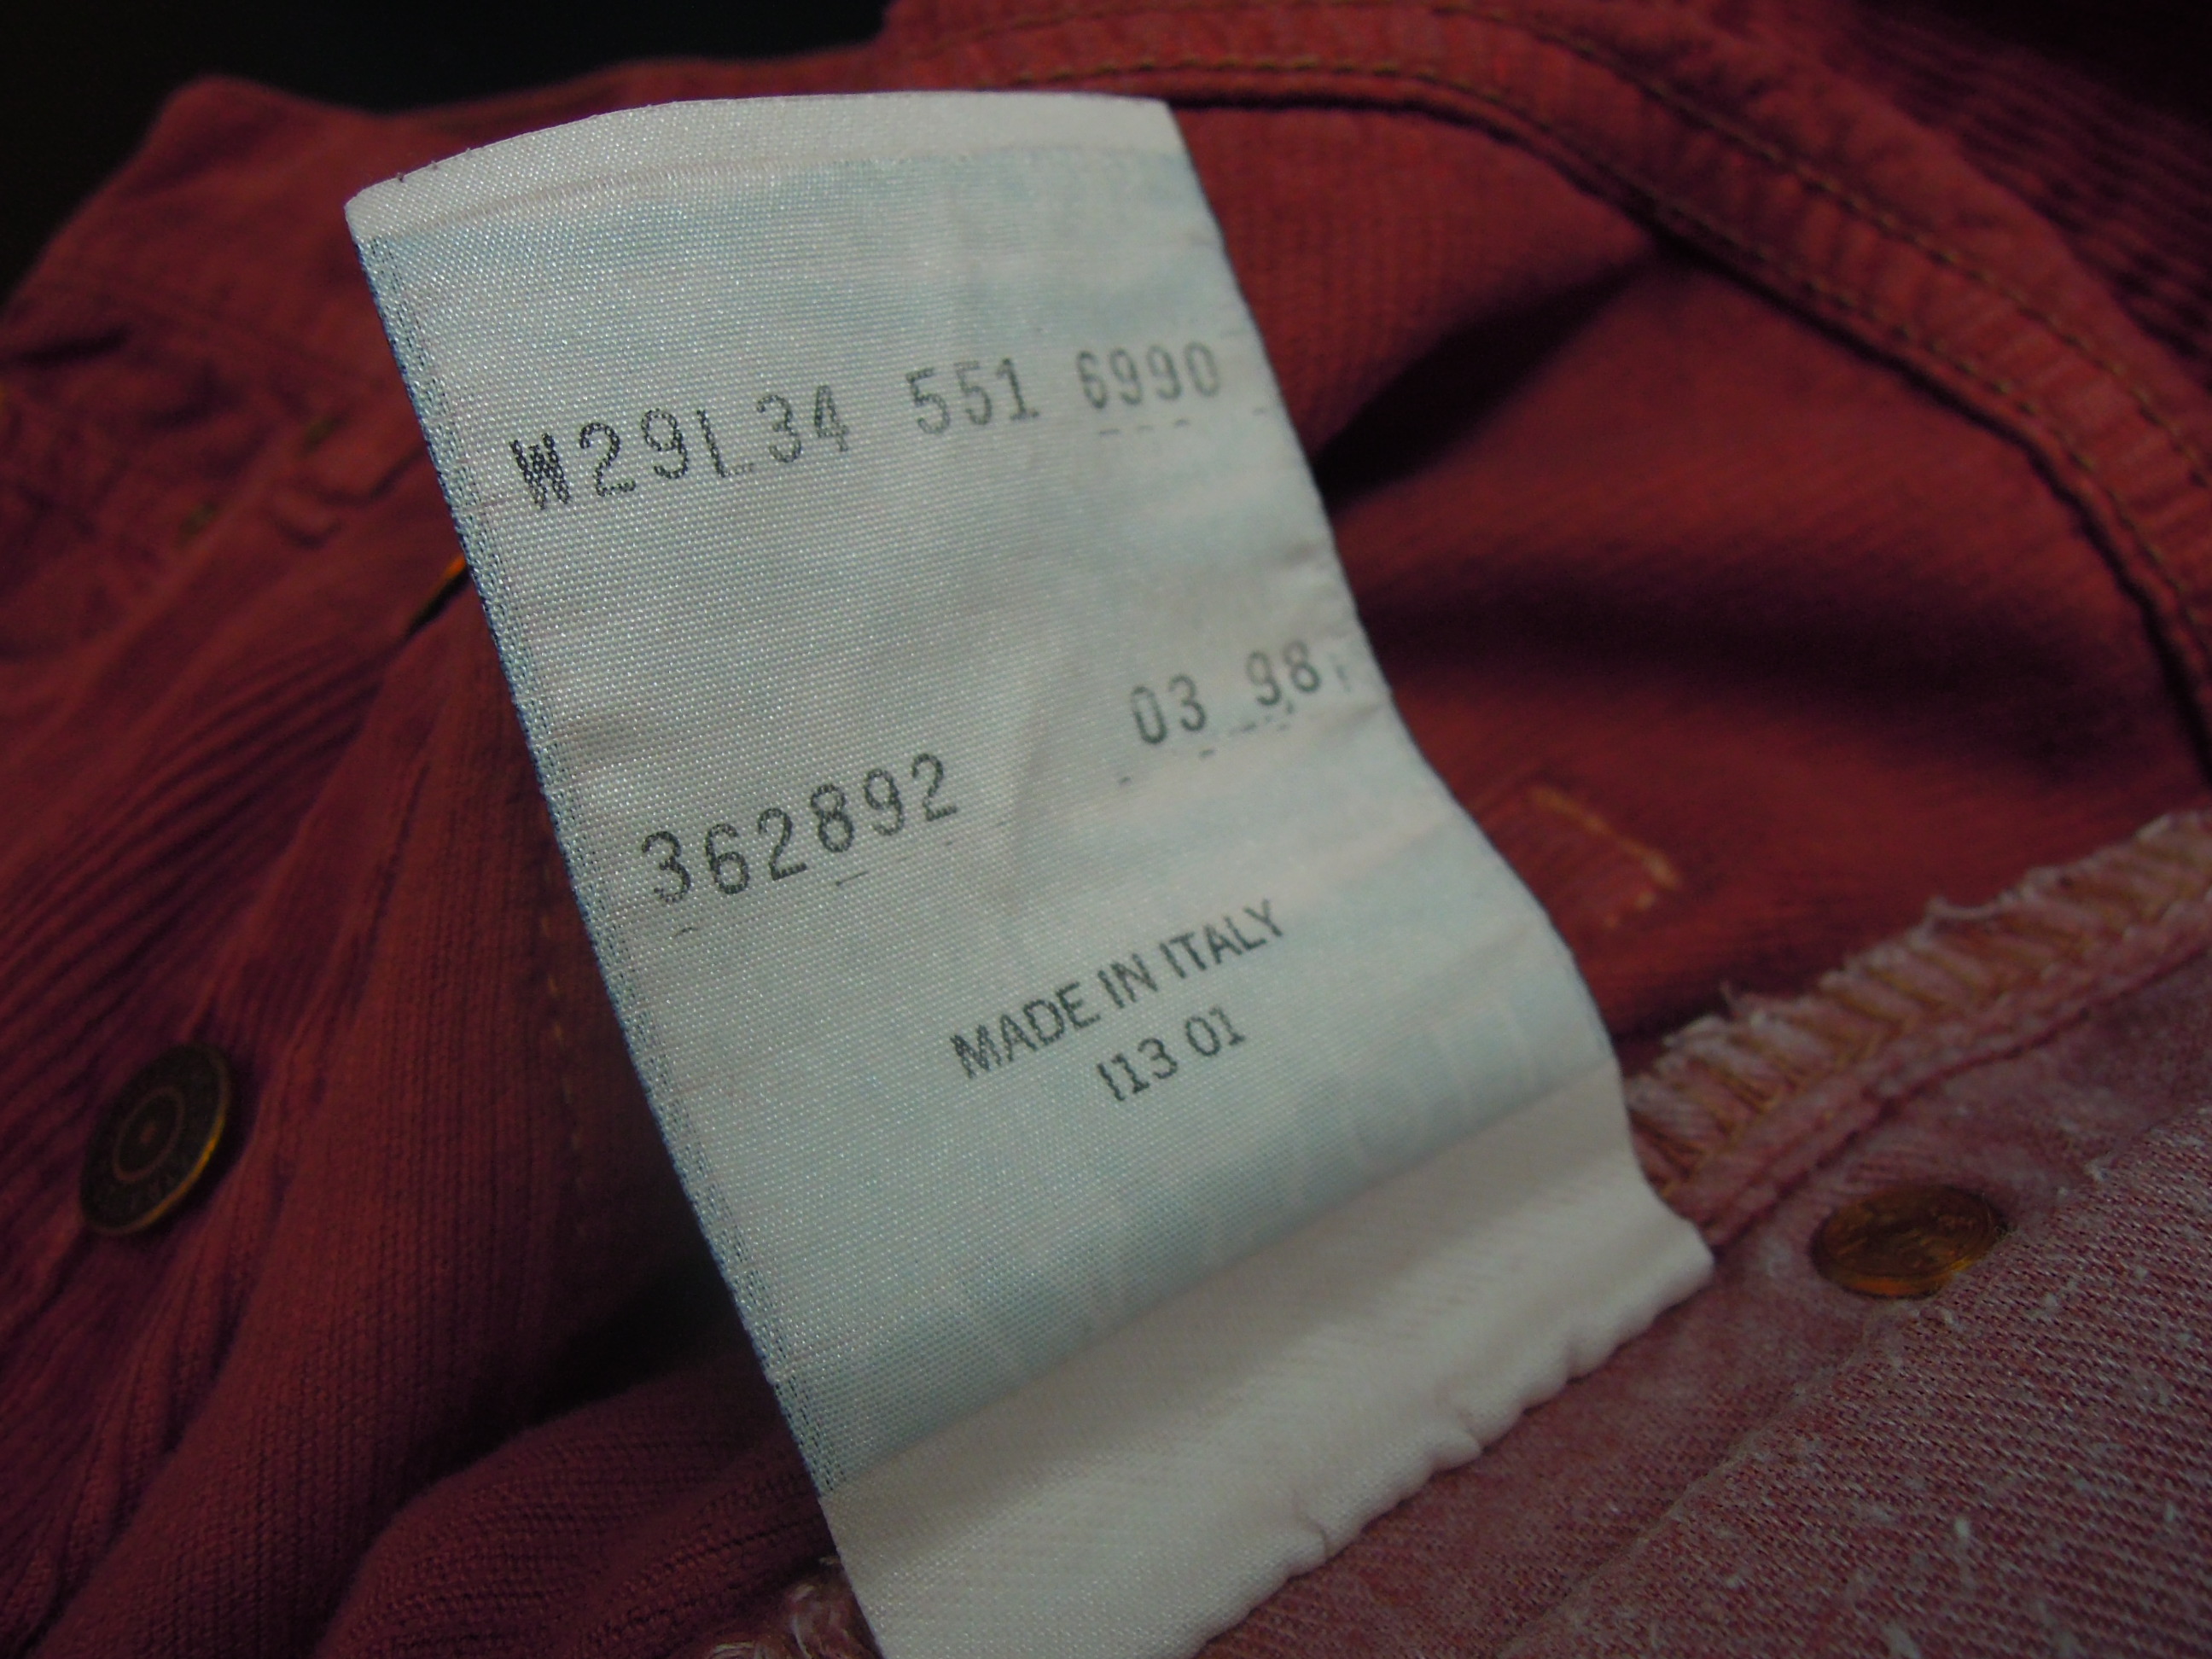 W29L34 551 6990
03 98
362892
MADE IN ITALY
I13 01